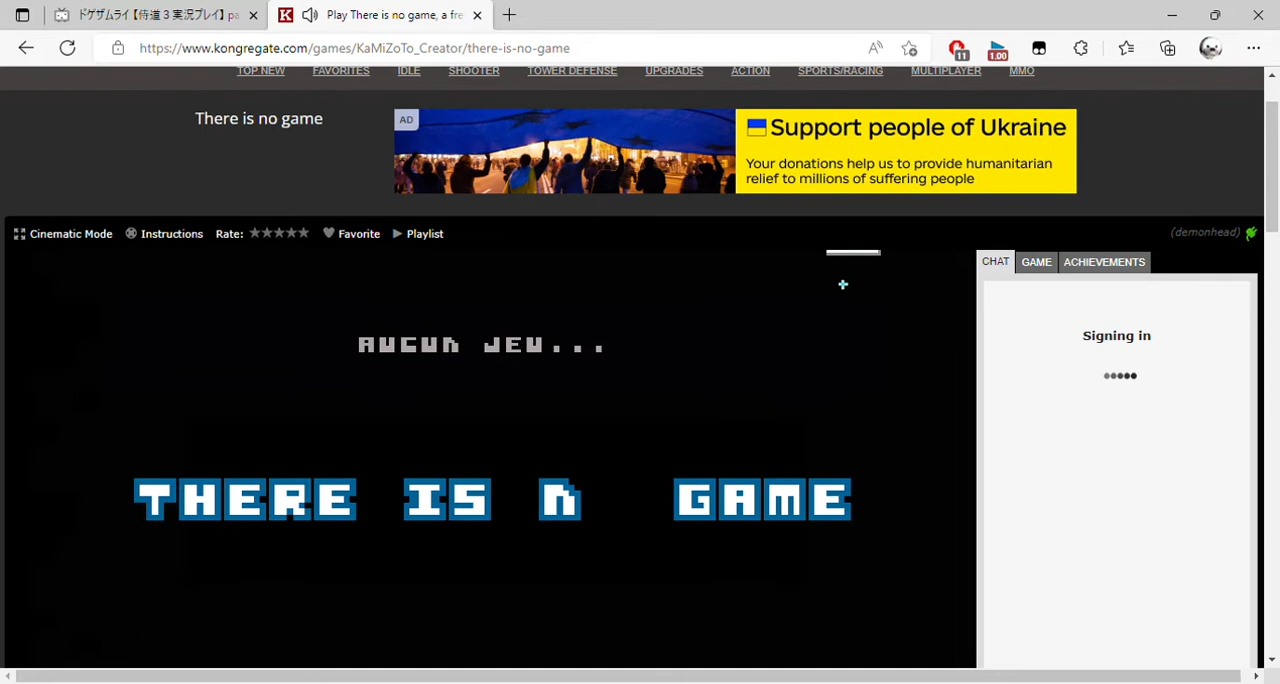 ドゲザムライ【侍道３実況プレイ】pa
Play There is no game, a fre
https://www.kongregate.com/games/KaMiZoTo_Creator/there-is-no-game
11
1.00
TOP NEW FAVORITES IDLE SHOOTER TOWER DEFENSE UPGRADES ACTION SPORTS/RACING MULTIPLAYER MMO
There is no game
AD
Support people of Ukraine
Your donations help us to provide humanitarian
relief to millions of suffering people
Cinematic Mode Instructions Rate: Favorite Playlist
(demonhead)
CHAT GAME ACHIEVEMENTS
Signing in
AUCUN JEU...
THERE IS N GAME